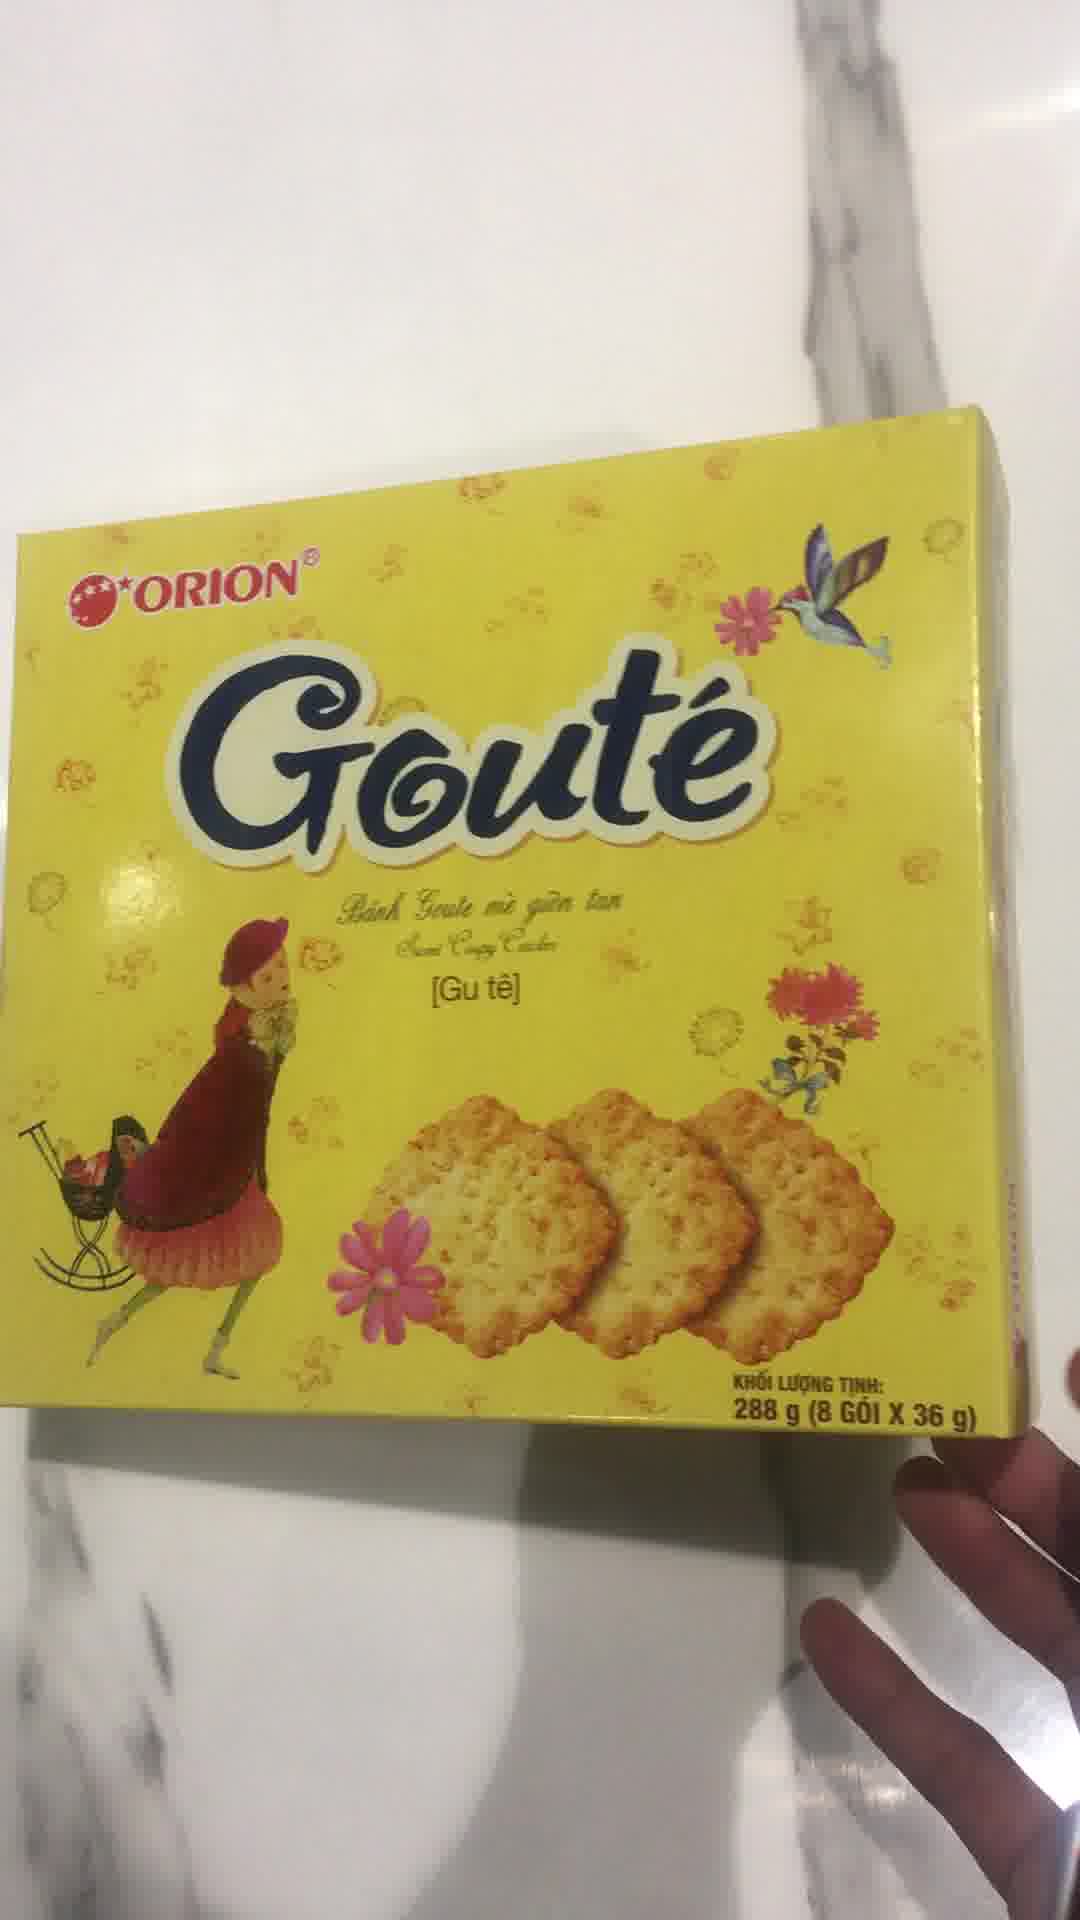 ORION®
Gouté
Bánh Goute mè giòn tan
[Gu tê]
KHỐI LƯỢNG TỊNH:
288 g (8 GÓI X 36 g)